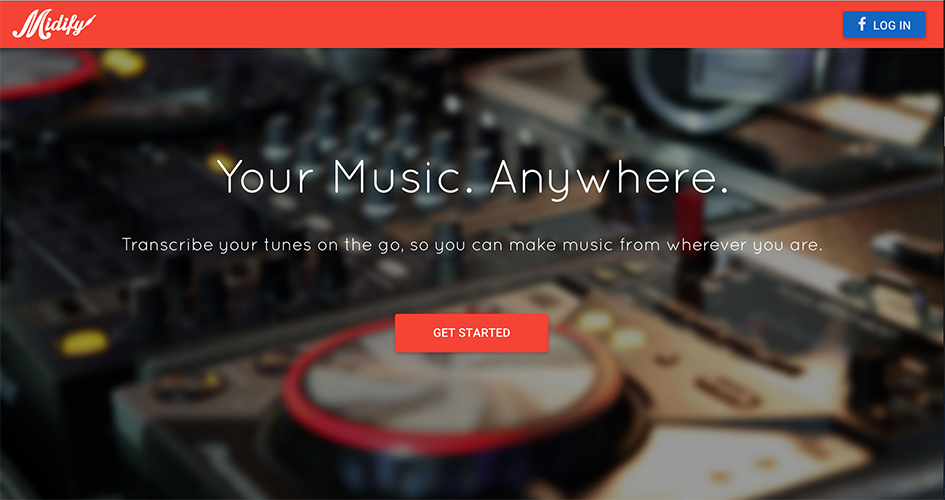 Midify
LOG IN
Your Music. Anywhere.
Transcribe your tunes on the go, so you can make music from wherever you are.
GET STARTED